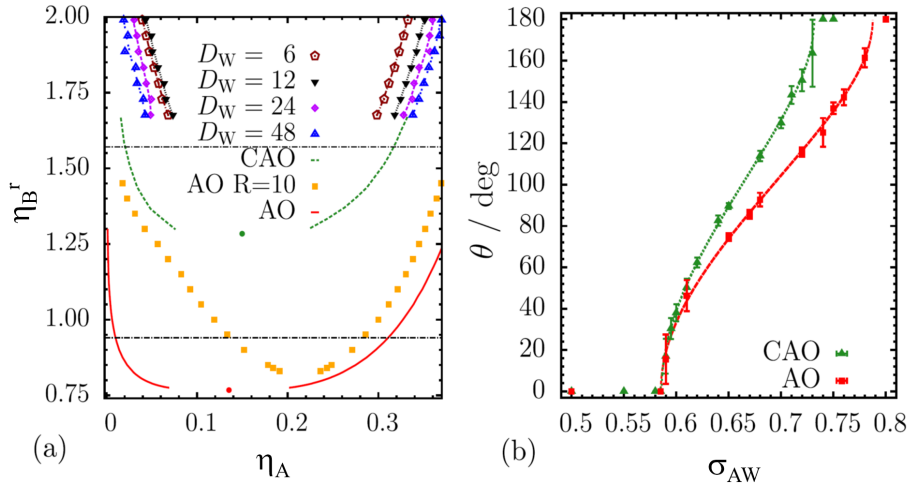 2.00
1.75
1.50
1.25
1.00
0.75
η_B^r
D_W = 6
D_W = 12
D_W = 24
D_W = 48
CAO
AO R=10
AO
0
0.1
0.2
0.3
η_A
(a)
180
160
140
120
100
80
60
40
20
0
θ / deg
CAO
AO
0.5
0.55
0.6
0.65
0.7
0.75
0.8
σ_AW
(b)